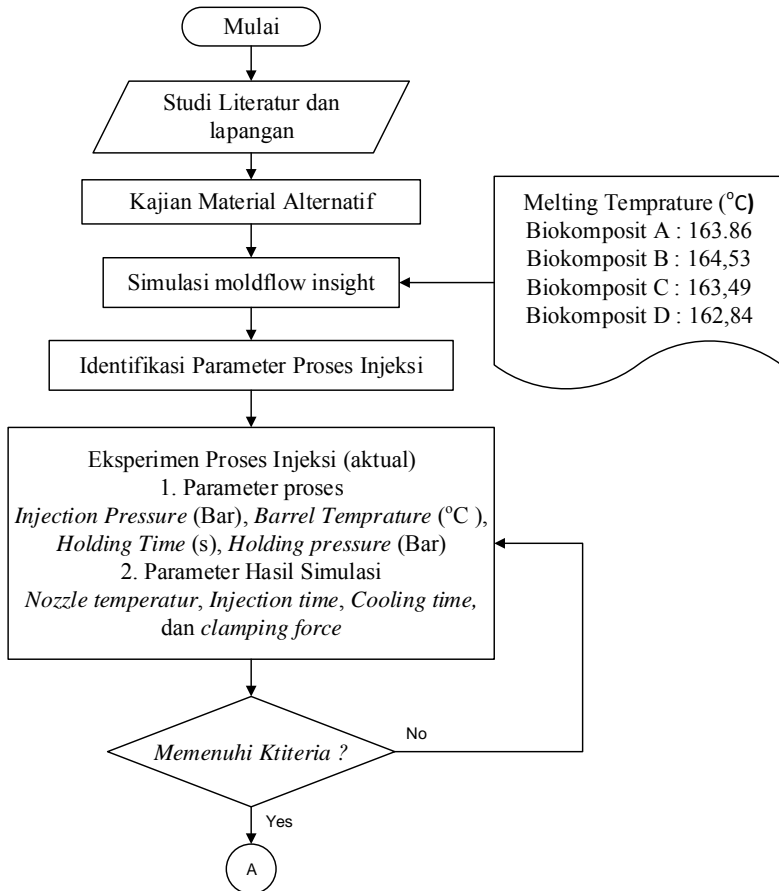 Mulai
Studi Literatur dan
lapangan
Kajian Material Alternatif
Simulasi moldflow insight
Melting Temprature (°C)
Biokomposit A : 163.86
Biokomposit B : 164,53
Biokomposit C : 163,49
Biokomposit D : 162,84
Identifikasi Parameter Proses Injeksi
Eksperimen Proses Injeksi (aktual)
1. Parameter proses
Injection Pressure (Bar), Barrel Temprature (°C ),
Holding Time (s), Holding pressure (Bar)
2. Parameter Hasil Simulasi
Nozzle temperatur, Injection time, Cooling time,
dan clamping force
Memenuhi Ktiteria ?
No
Yes
A